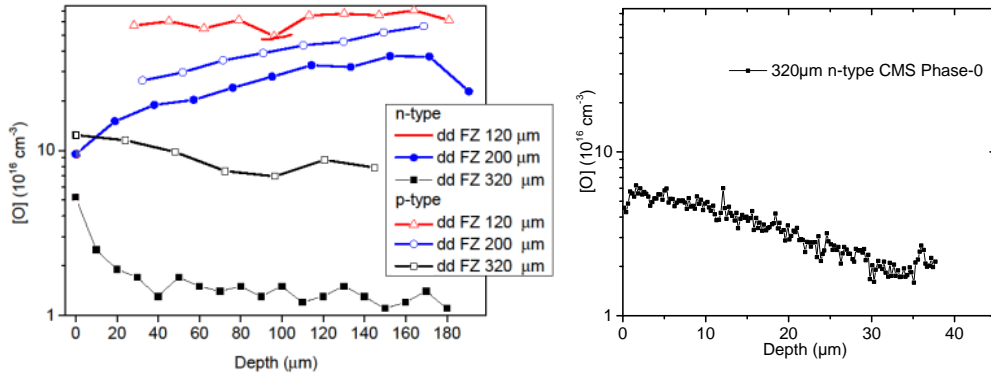 [O] (10¹⁶ cm⁻³)
10
1
0 20 40 60 80 100 120 140 160 180
Depth (μm)
n-type
dd FZ 120 μm
dd FZ 200 μm
dd FZ 320 μm
p-type
dd FZ 120 μm
dd FZ 200 μm
dd FZ 320 μm
[O] (10¹⁶ cm⁻³)
10
1
0 10 20 30 40
Depth (µm)
320µm n-type CMS Phase-0